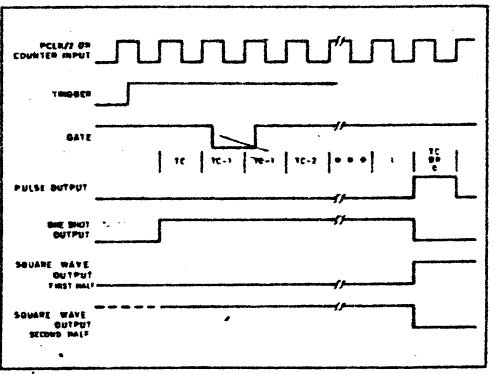 PCLK/2 OR
COUNTER INPUT
TRIGGER
GATE
TC TC-1 TC-1 TC-2 • • • 1 TC
OR
C
PULSE OUTPUT
ONE SHOT
OUTPUT
SQUARE WAVE
OUTPUT
FIRST HALF
SQUARE WAVE
OUTPUT
SECOND HALF